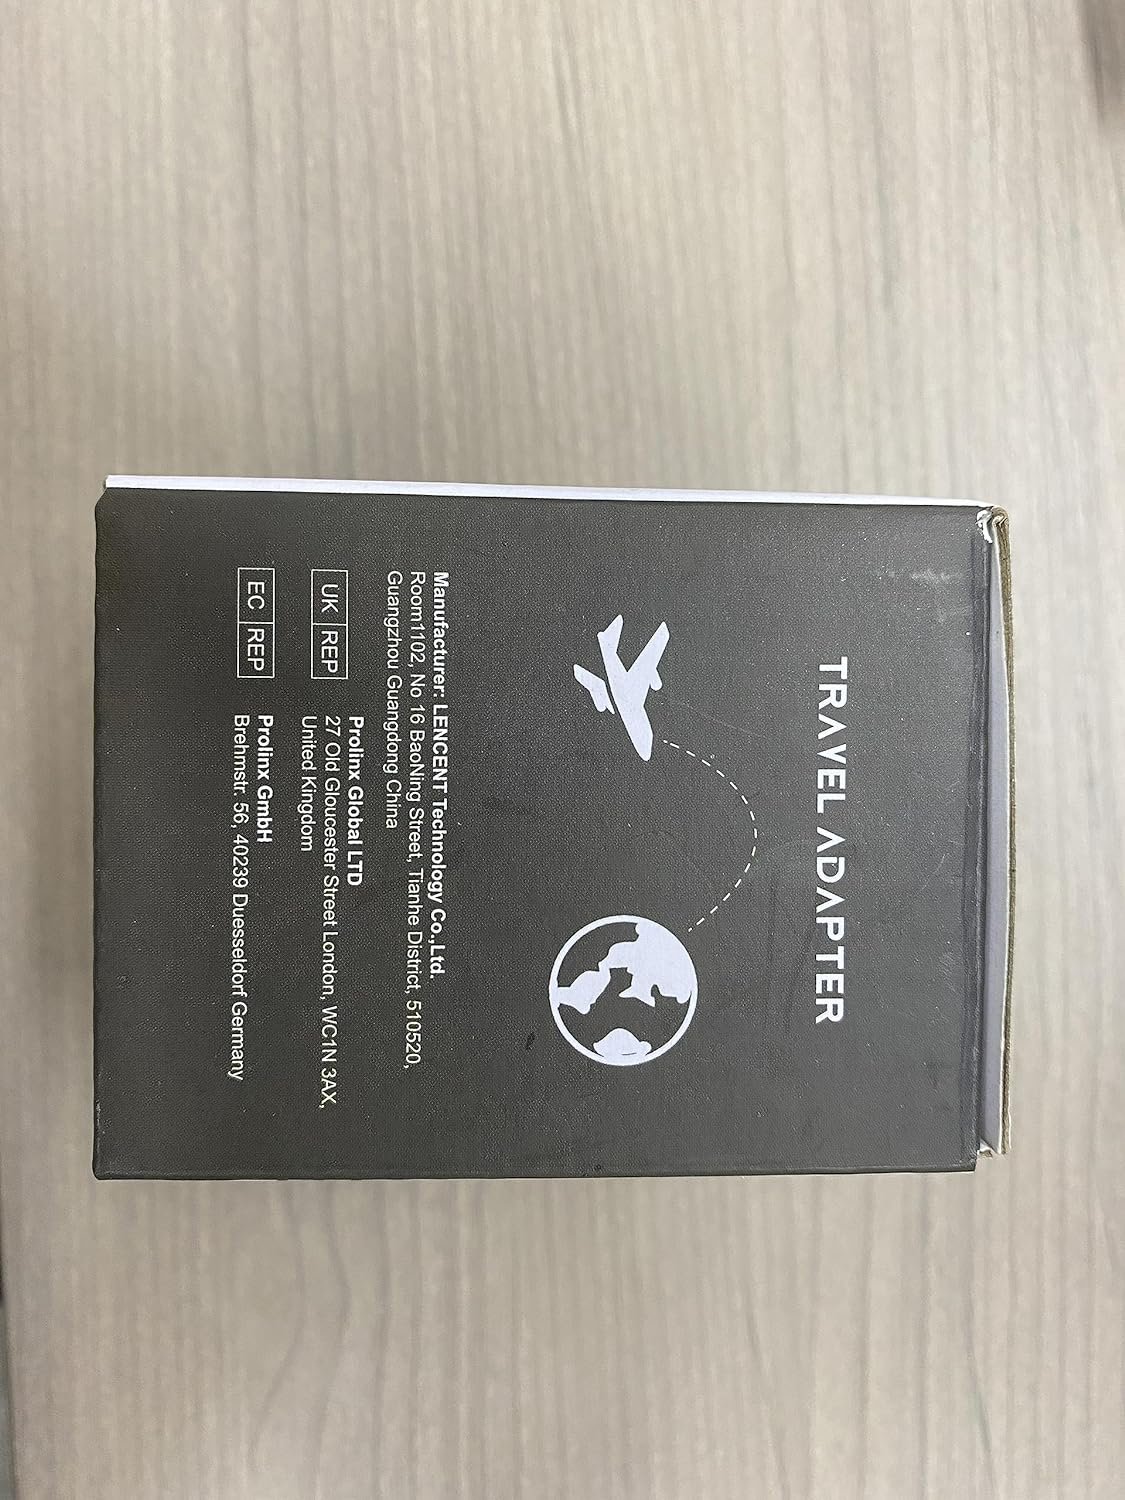 TRAVEL ADAPTER
Manufacturer: LENCENT Technology Co.,Ltd.
Room1102, No 16 BaoNing Street, Tianhe District, 510520,
Guangzhou Guangdong China
UK REP
Prolinx Global LTD
27 Old Gloucester Street London, WC1N 3AX,
United Kingdom
EC REP
Prolinx GmbH
Brehmstr. 56, 40239 Duesseldorf Germany